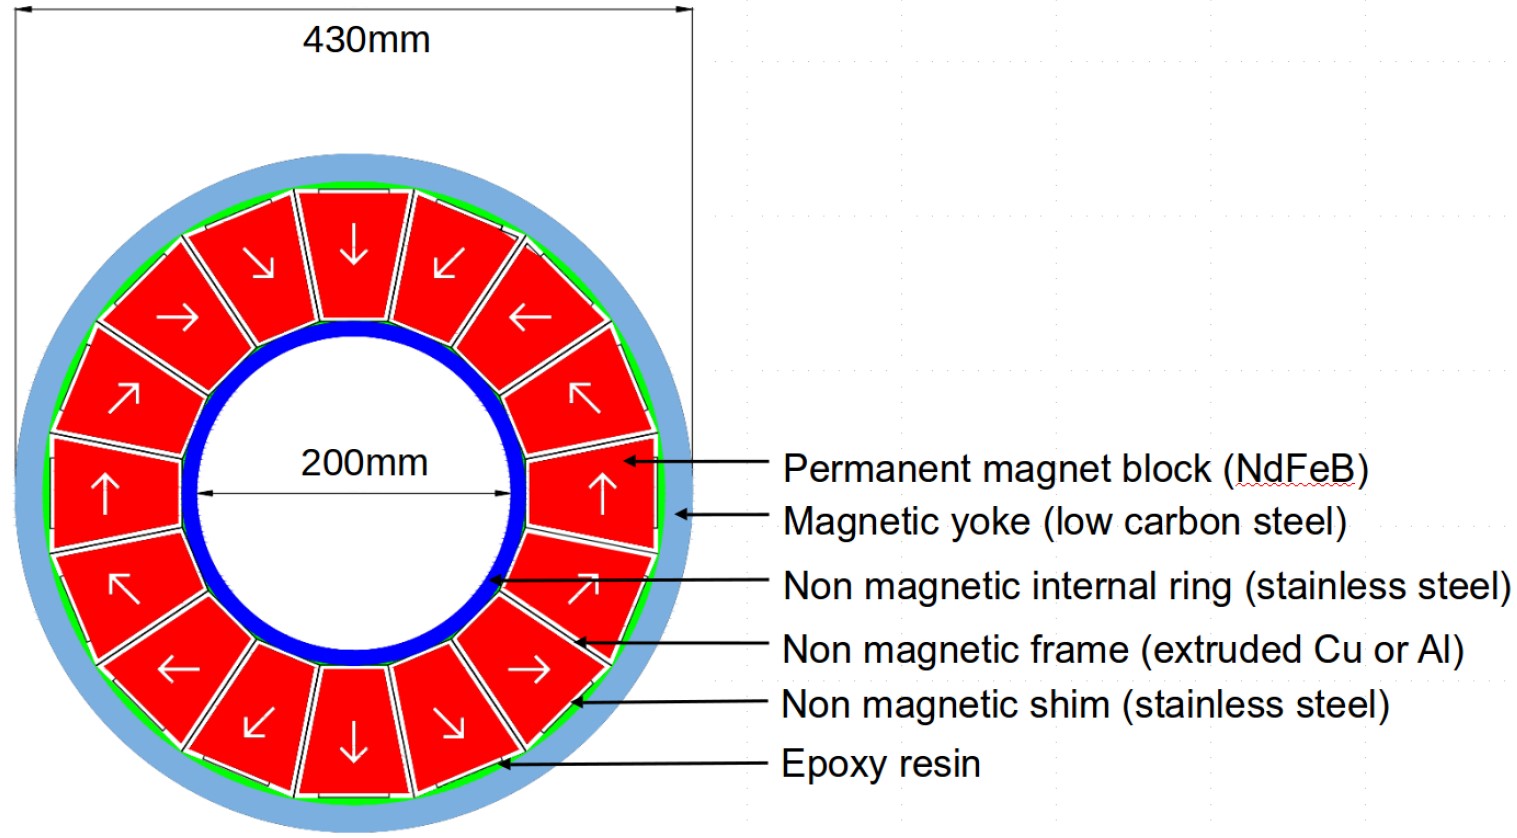 430mm
200mm
Permanent magnet block (NdFeB)
Magnetic yoke (low carbon steel)
Non magnetic internal ring (stainless steel)
Non magnetic frame (extruded Cu or Al)
Non magnetic shim (stainless steel)
Epoxy resin